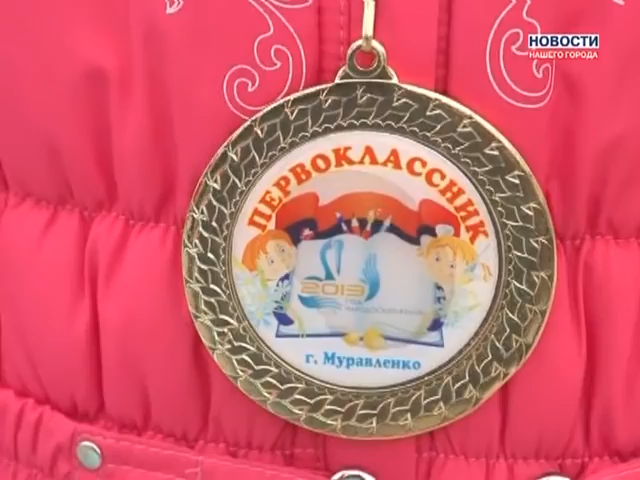 НОВОСТИ
НАШЕГО ГОРОДА
ПЕРВОКЛАССНИК
2013
г. Муравленко